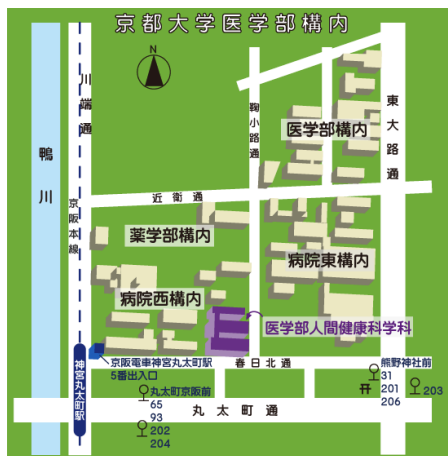 京都大学医学部構内
N
川端通
鞠小路通
東大路通
医学部構内
鴨川
近衛通
京阪本線
薬学部構内
病院東構内
病院西構内
医学部人間健康科学科
神宮丸太町駅
京阪電車神宮丸太町駅
5番出入口
春日北通
熊野神社前
31
201
206
203
丸太町京阪前
65
93
202
204
丸太町通